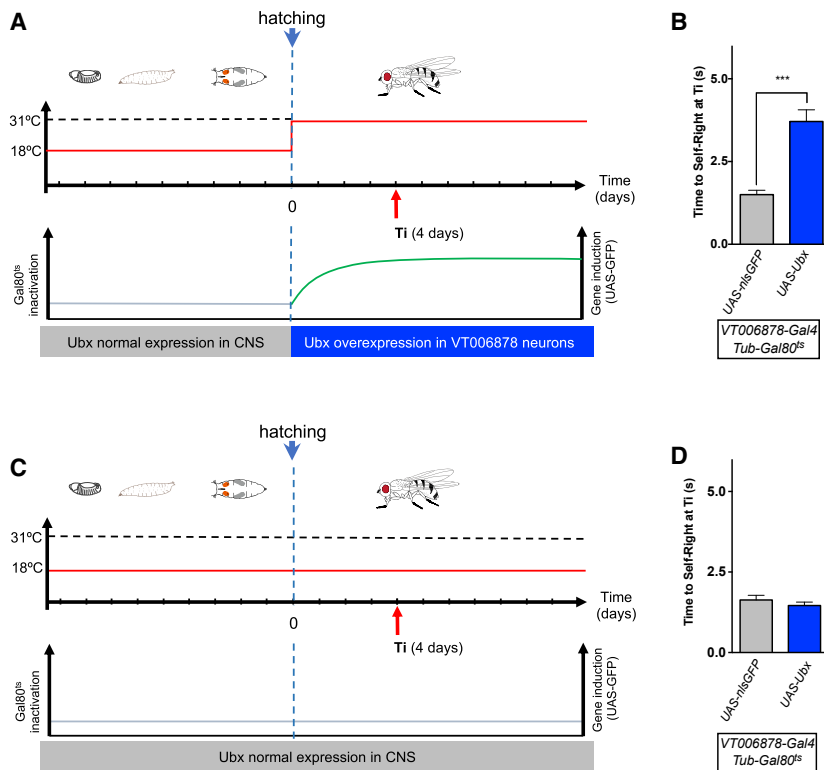 A
hatching
31ºC
18ºC
Time
(days)
0
Ti (4 days)
Gal80ts
inactivation
Gene induction
(UAS-GFP)
Ubx normal expression in CNS
Ubx overexpression in VT006878 neurons
B
Time to Self-Right at Ti (s)
5.0
2.5
0.0
***
UAS-nlsGFP
UAS-Ubx
VT006878-Gal4
Tub-Gal80ts
C
hatching
31ºC
18ºC
Time
(days)
0
Ti (4 days)
Gal80ts
inactivation
Gene induction
(UAS-GFP)
Ubx normal expression in CNS
D
Time to Self-Right at Ti (s)
5.0
2.5
0.0
UAS-nlsGFP
UAS-Ubx
VT006878-Gal4
Tub-Gal80ts